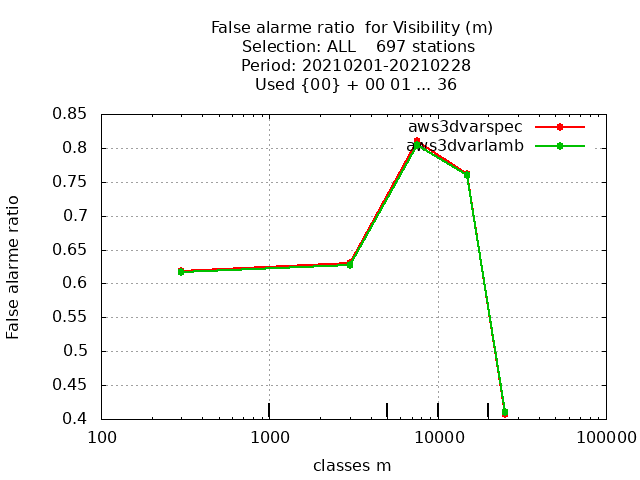 False alarme ratio  for Visibility (m)
Selection: ALL    697 stations
Period: 20210201-20210228
Used {00} + 00 01 ... 36
aws3dvarspec
aws3dvarlamb
False alarme ratio
0.85
0.8
0.75
0.7
0.65
0.6
0.55
0.5
0.45
0.4
100
1000
10000
100000
classes m